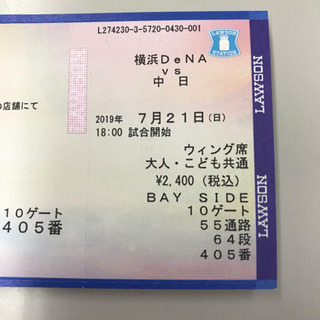 L274230-3-5720-0430-001
LAWSON
STATION
横浜DeNA
vs
中日
の店舗にて
2019年 7月21日(日)
18:00 試合開始
ウィング席
大人・こども共通
¥2,400 (税込)
BAY SIDE
10ゲート
55通路
64段
405番
10ゲート
405番
LAWSON
LAWSON
LAWSON